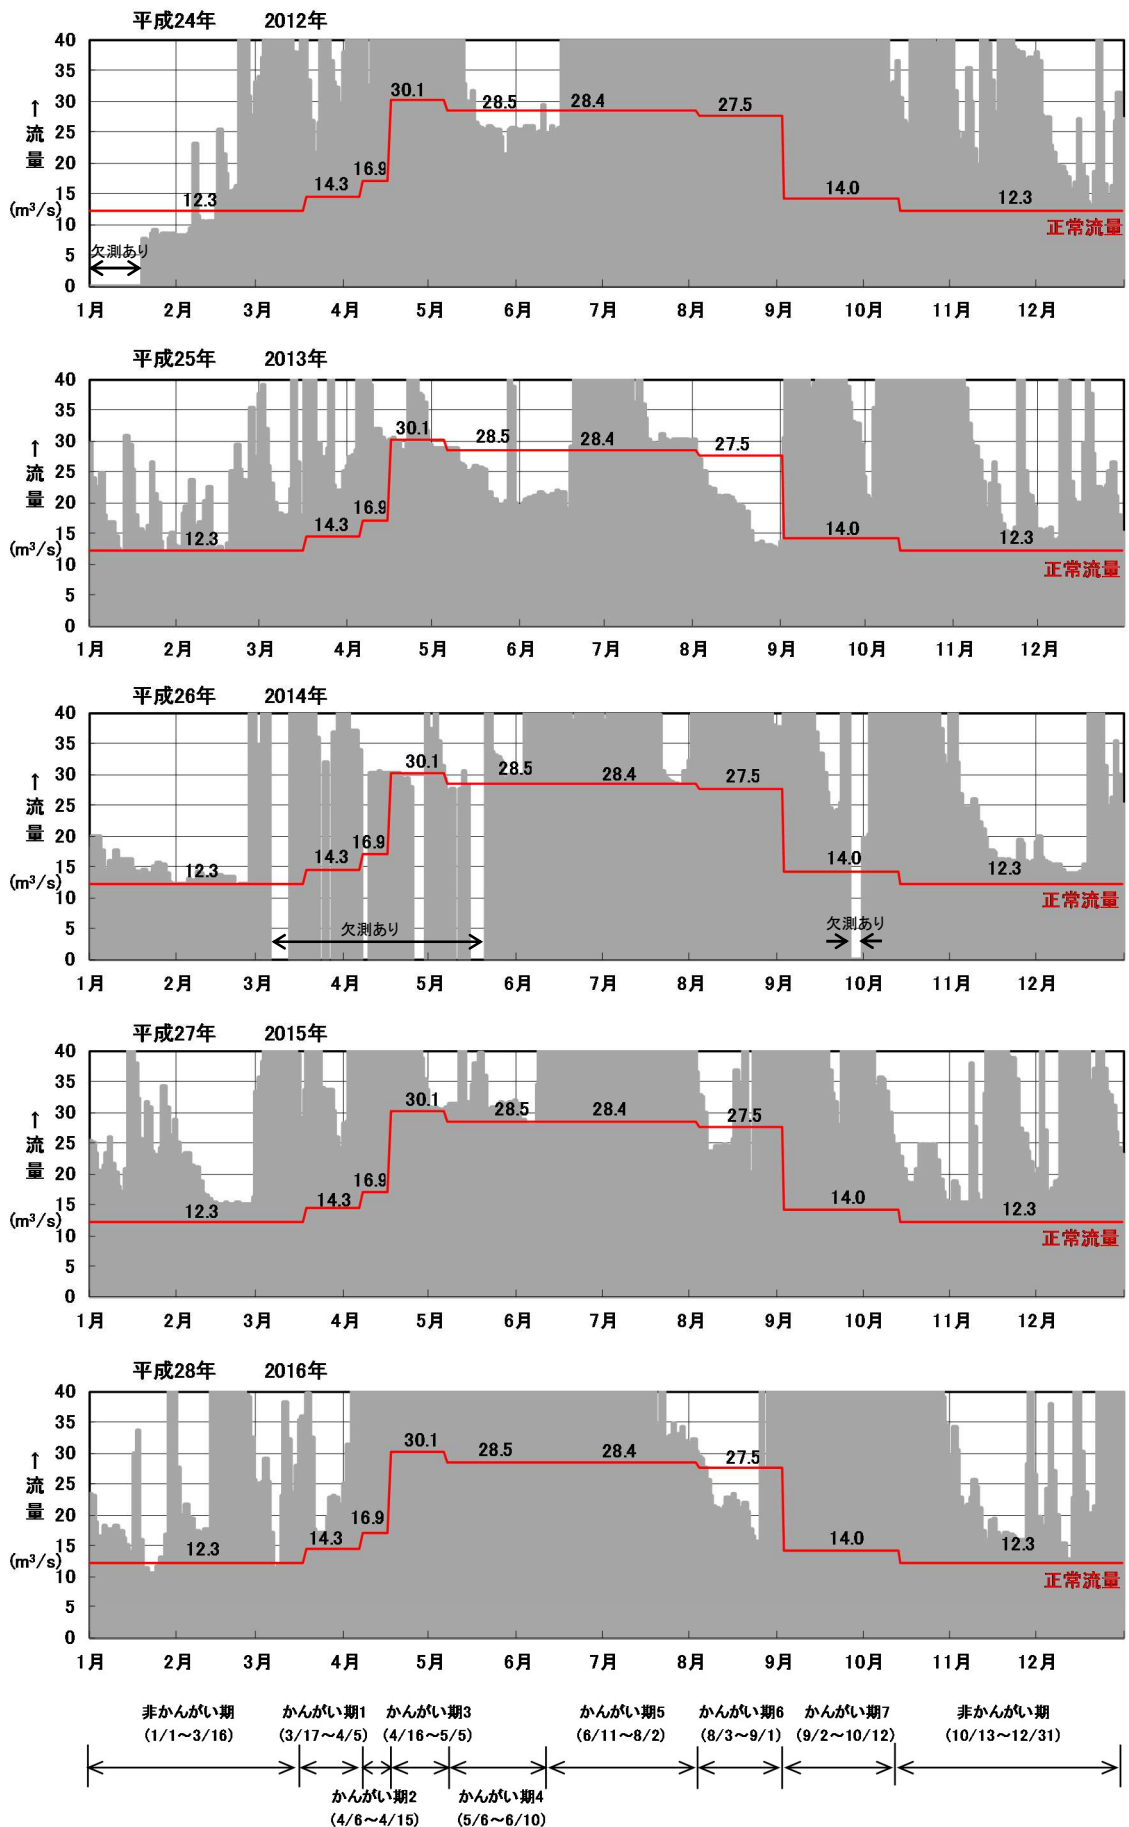 平成24年 2012年
40
35
30
25
20
15
10
5
0
↑
流
量
(m³/s)
30.1
28.5
28.4
27.5
16.9
14.3
12.3
14.0
12.3
正常流量
欠測あり
1月 2月 3月 4月 5月 6月 7月 8月 9月 10月 11月 12月
平成25年 2013年
40
35
30
25
20
15
10
5
0
↑
流
量
(m³/s)
30.1
28.5
28.4
27.5
16.9
14.3
12.3
14.0
12.3
正常流量
1月 2月 3月 4月 5月 6月 7月 8月 9月 10月 11月 12月
平成26年 2014年
40
35
30
25
20
15
10
5
0
↑
流
量
(m³/s)
30.1
28.5
28.4
27.5
16.9
14.3
12.3
14.0
12.3
正常流量
欠測あり
欠測あり
1月 2月 3月 4月 5月 6月 7月 8月 9月 10月 11月 12月
平成27年 2015年
40
35
30
25
20
15
10
5
0
↑
流
量
(m³/s)
30.1
28.5
28.4
27.5
16.9
14.3
12.3
14.0
12.3
正常流量
1月 2月 3月 4月 5月 6月 7月 8月 9月 10月 11月 12月
平成28年 2016年
40
35
30
25
20
15
10
5
0
↑
流
量
(m³/s)
30.1
28.5
28.4
27.5
16.9
14.3
12.3
14.0
12.3
正常流量
1月 2月 3月 4月 5月 6月 7月 8月 9月 10月 11月 12月
非かんがい期
(1/1～3/16)
かんがい期1
(3/17～4/5)
かんがい期3
(4/16～5/5)
かんがい期5
(6/11～8/2)
かんがい期6
(8/3～9/1)
かんがい期7
(9/2～10/12)
非かんがい期
(10/13～12/31)
かんがい期2
(4/6～4/15)
かんがい期4
(5/6～6/10)